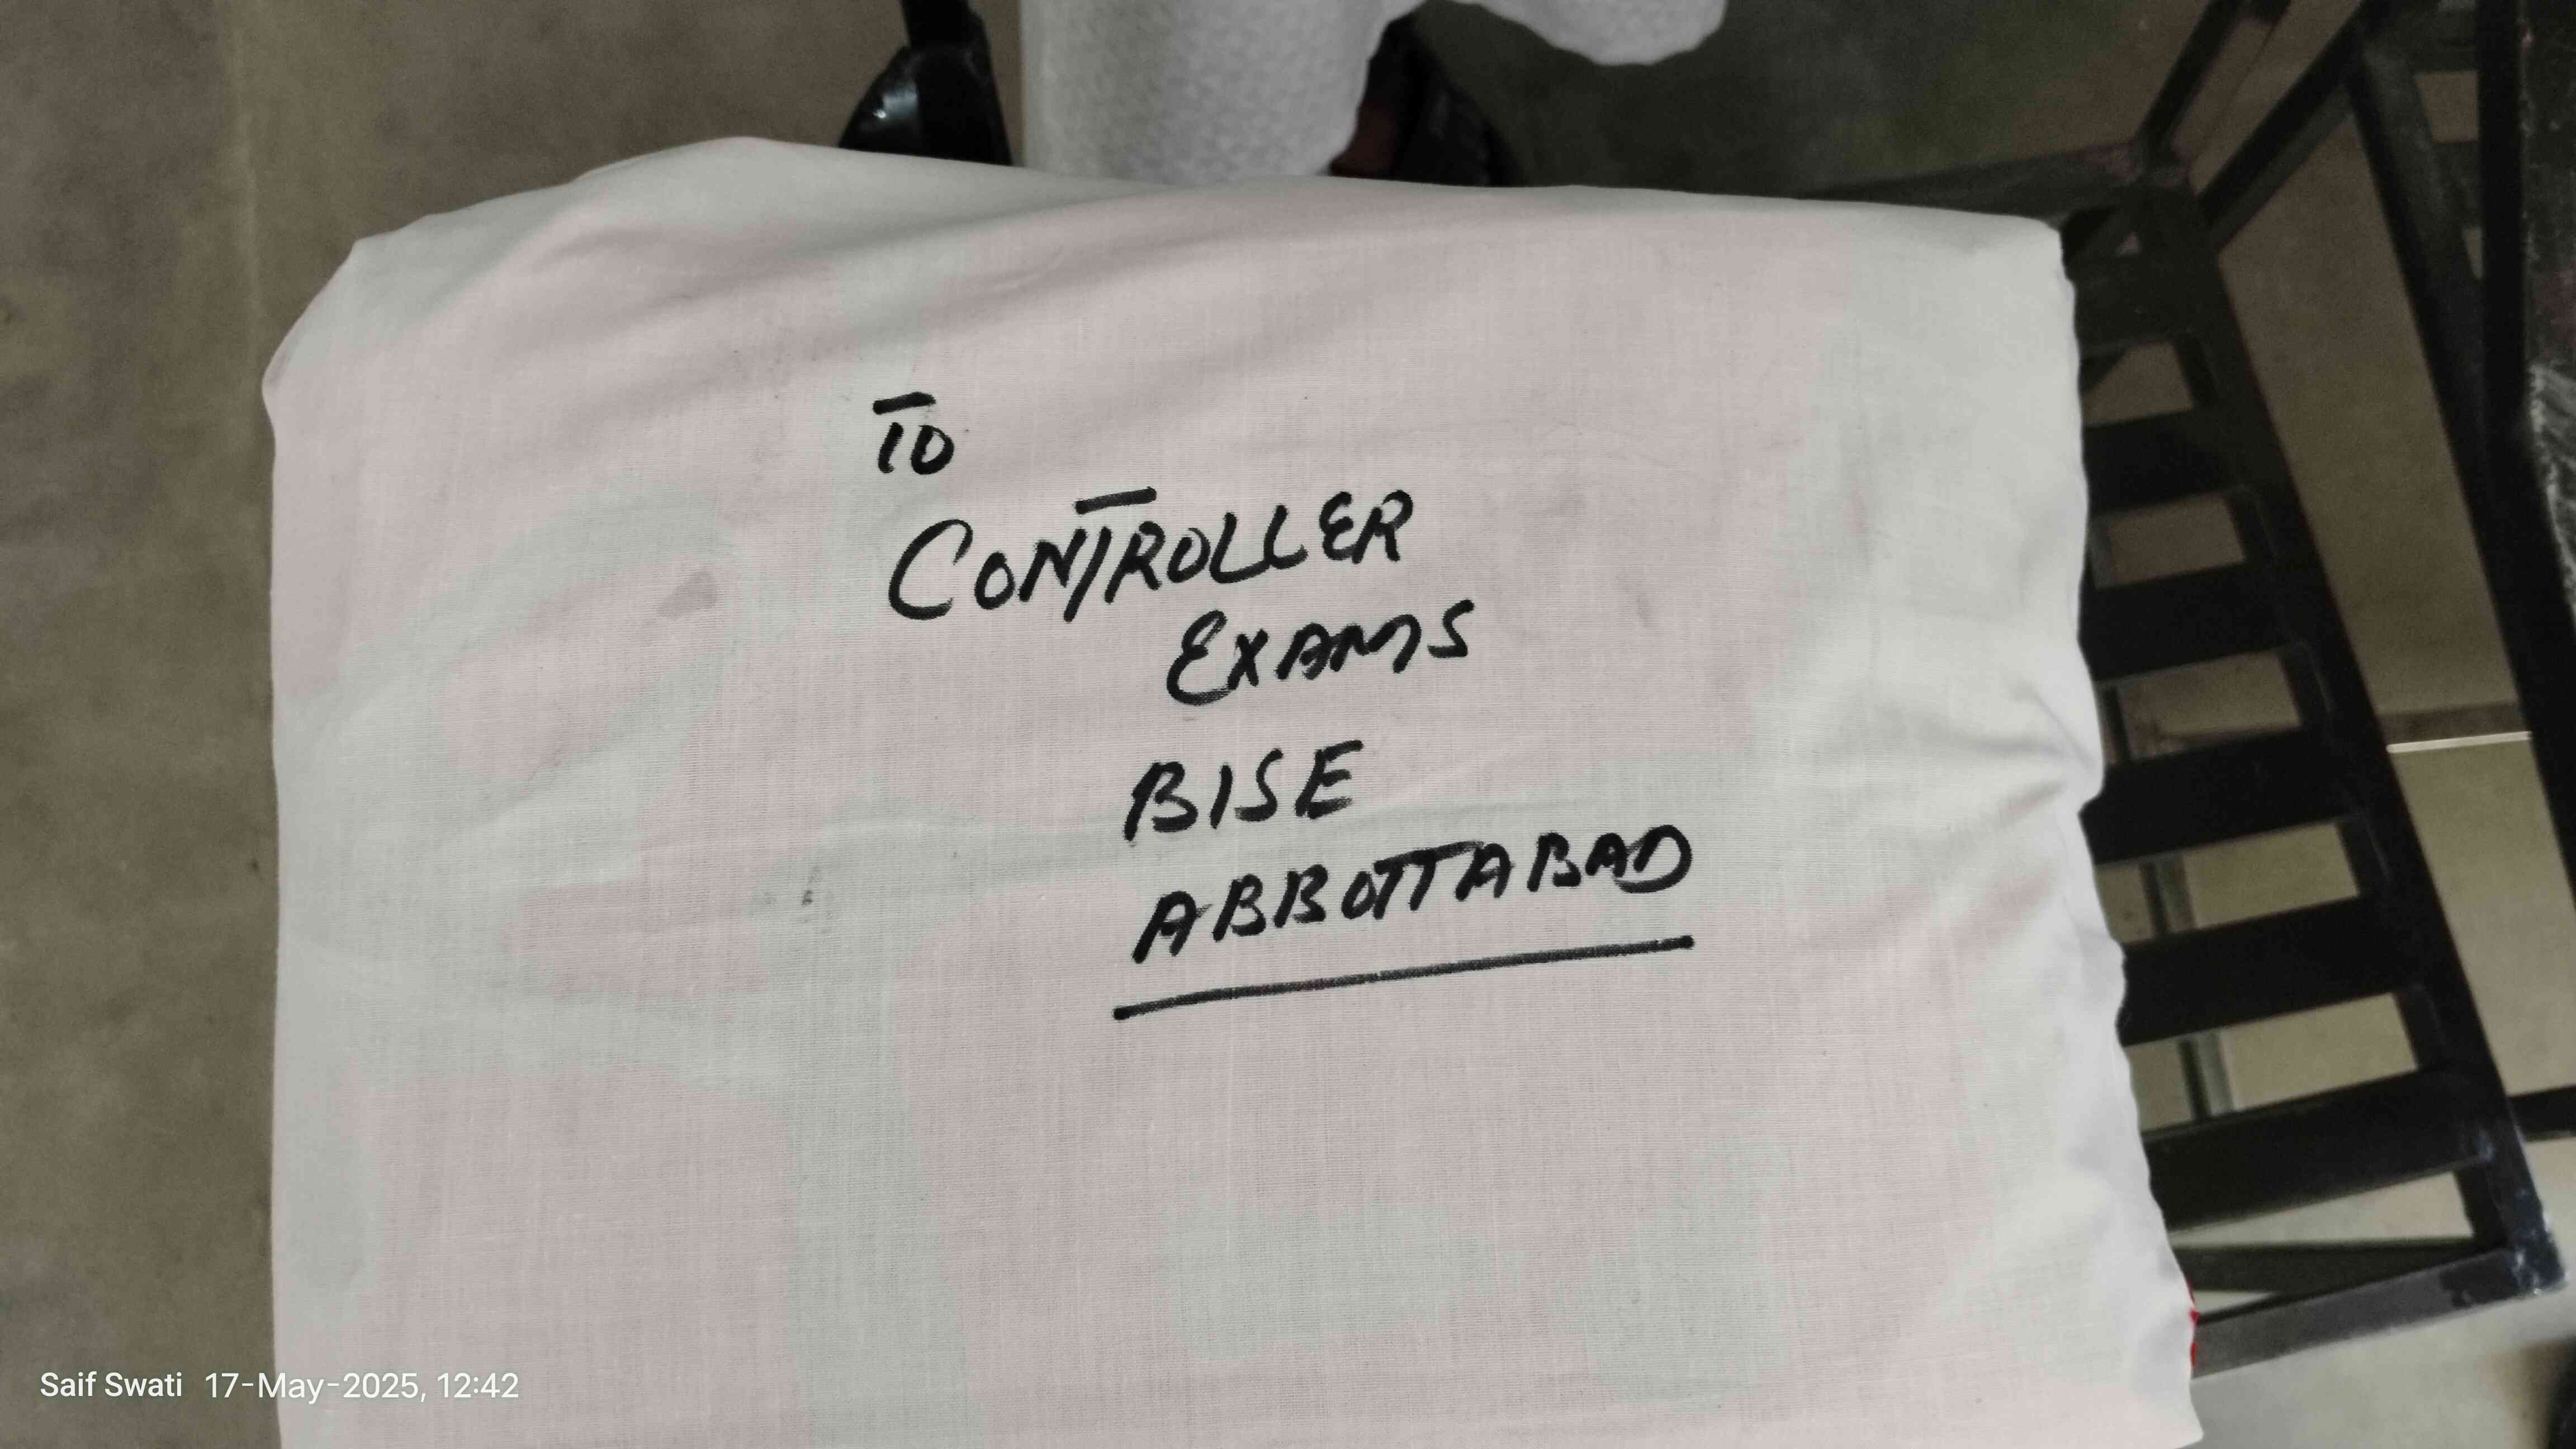 To
CONTROLLER
EXAMS
BISE
ABBOTTABAD
Saif Swati 17-May-2025, 12:42